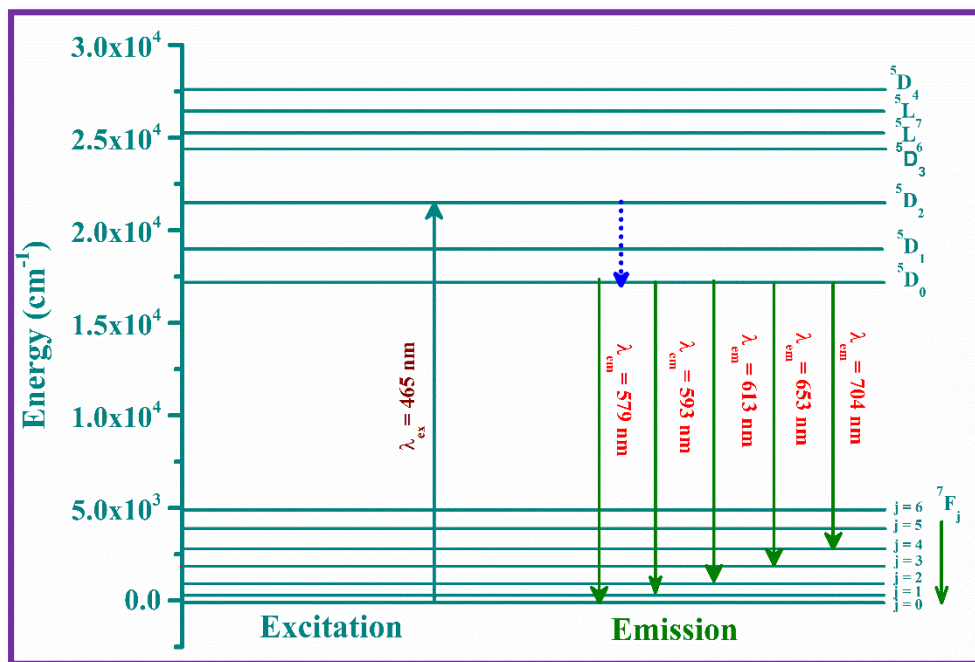 3.0x10⁴
2.5x10⁴
2.0x10⁴
1.5x10⁴
1.0x10⁴
5.0x10³
0.0
Energy (cm⁻¹)
⁵D₄
⁵L₇
⁵L₆
⁵D₃
⁵D₂
⁵D₁
⁵D₀
λₑₓ = 465 nm
λₑₘ = 579 nm
λₑₘ = 593 nm
λₑₘ = 613 nm
λₑₘ = 653 nm
λₑₘ = 704 nm
⁷Fⱼ
j = 6
j = 5
j = 4
j = 3
j = 2
j = 1
j = 0
Excitation
Emission